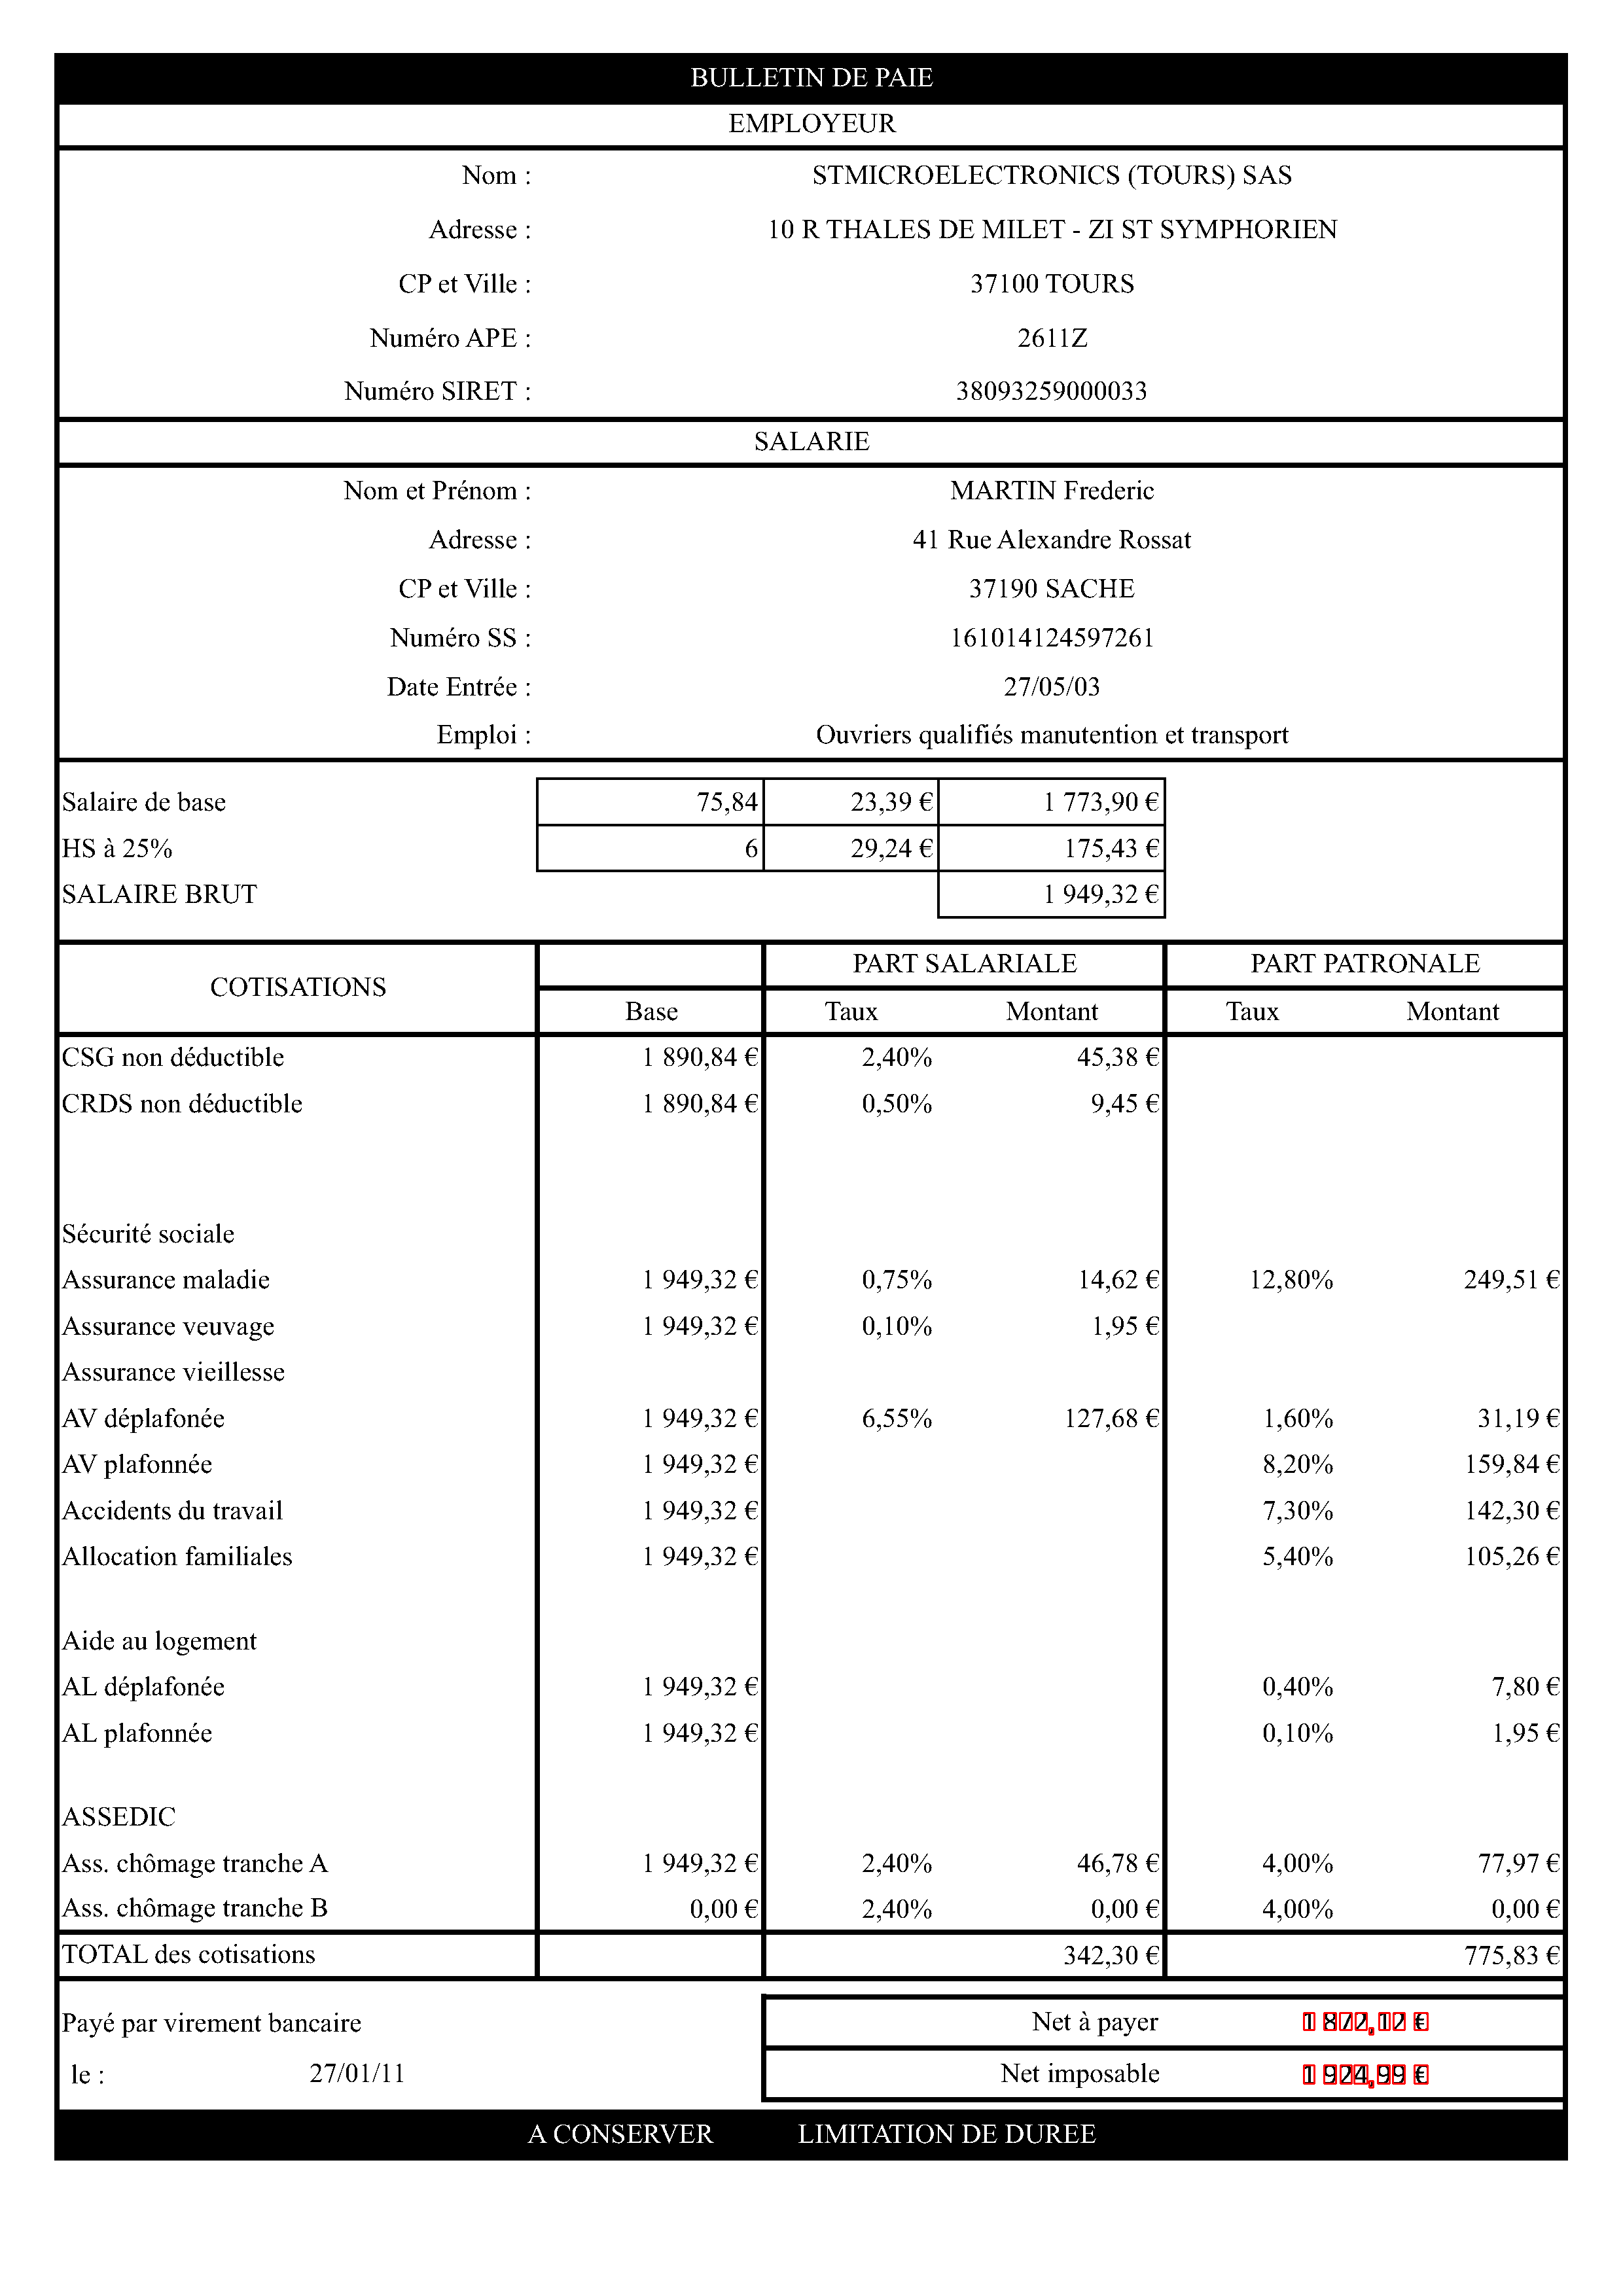 BULLETIN DE PAIE
EMPLOYEUR
Nom : STMICROELECTRONICS (TOURS) SAS
Adresse : 10 R THALES DE MILET - ZI ST SYMPHORIEN
CP et Ville : 37100 TOURS
Numéro APE : 2611Z
Numéro SIRET : 38093259000033
SALARIE
Nom et Prénom : MARTIN Frederic
Adresse : 41 Rue Alexandre Rossat
CP et Ville : 37190 SACHE
Numéro SS : 161014124597261
Date Entrée : 27/05/03
Emploi : Ouvriers qualifiés manutention et transport
Salaire de base 75,84 23,39 € 1 773,90 €
HS à 25% 6 29,24 € 175,43 €
SALAIRE BRUT 1 949,32 €
COTISATIONS PART SALARIALE PART PATRONALE
Base Taux Montant Taux Montant
CSG non déductible 1 890,84 € 2,40% 45,38 €
CRDS non déductible 1 890,84 € 0,50% 9,45 €
Sécurité sociale
Assurance maladie 1 949,32 € 0,75% 14,62 € 12,80% 249,51 €
Assurance veuvage 1 949,32 € 0,10% 1,95 €
Assurance vieillesse
AV déplafonée 1 949,32 € 6,55% 127,68 € 1,60% 31,19 €
AV plafonnée 1 949,32 € 8,20% 159,84 €
Accidents du travail 1 949,32 € 7,30% 142,30 €
Allocation familiales 1 949,32 € 5,40% 105,26 €
Aide au logement
AL déplafonée 1 949,32 € 0,40% 7,80 €
AL plafonnée 1 949,32 € 0,10% 1,95 €
ASSEDIC
Ass. chômage tranche A 1 949,32 € 2,40% 46,78 € 4,00% 77,97 €
Ass. chômage tranche B 0,00 € 2,40% 0,00 € 4,00% 0,00 €
TOTAL des cotisations 342,30 € 775,83 €
Payé par virement bancaire Net à payer 1 872,12 €
le : 27/01/11 Net imposable 1 924,99 €
A CONSERVER LIMITATION DE DUREE